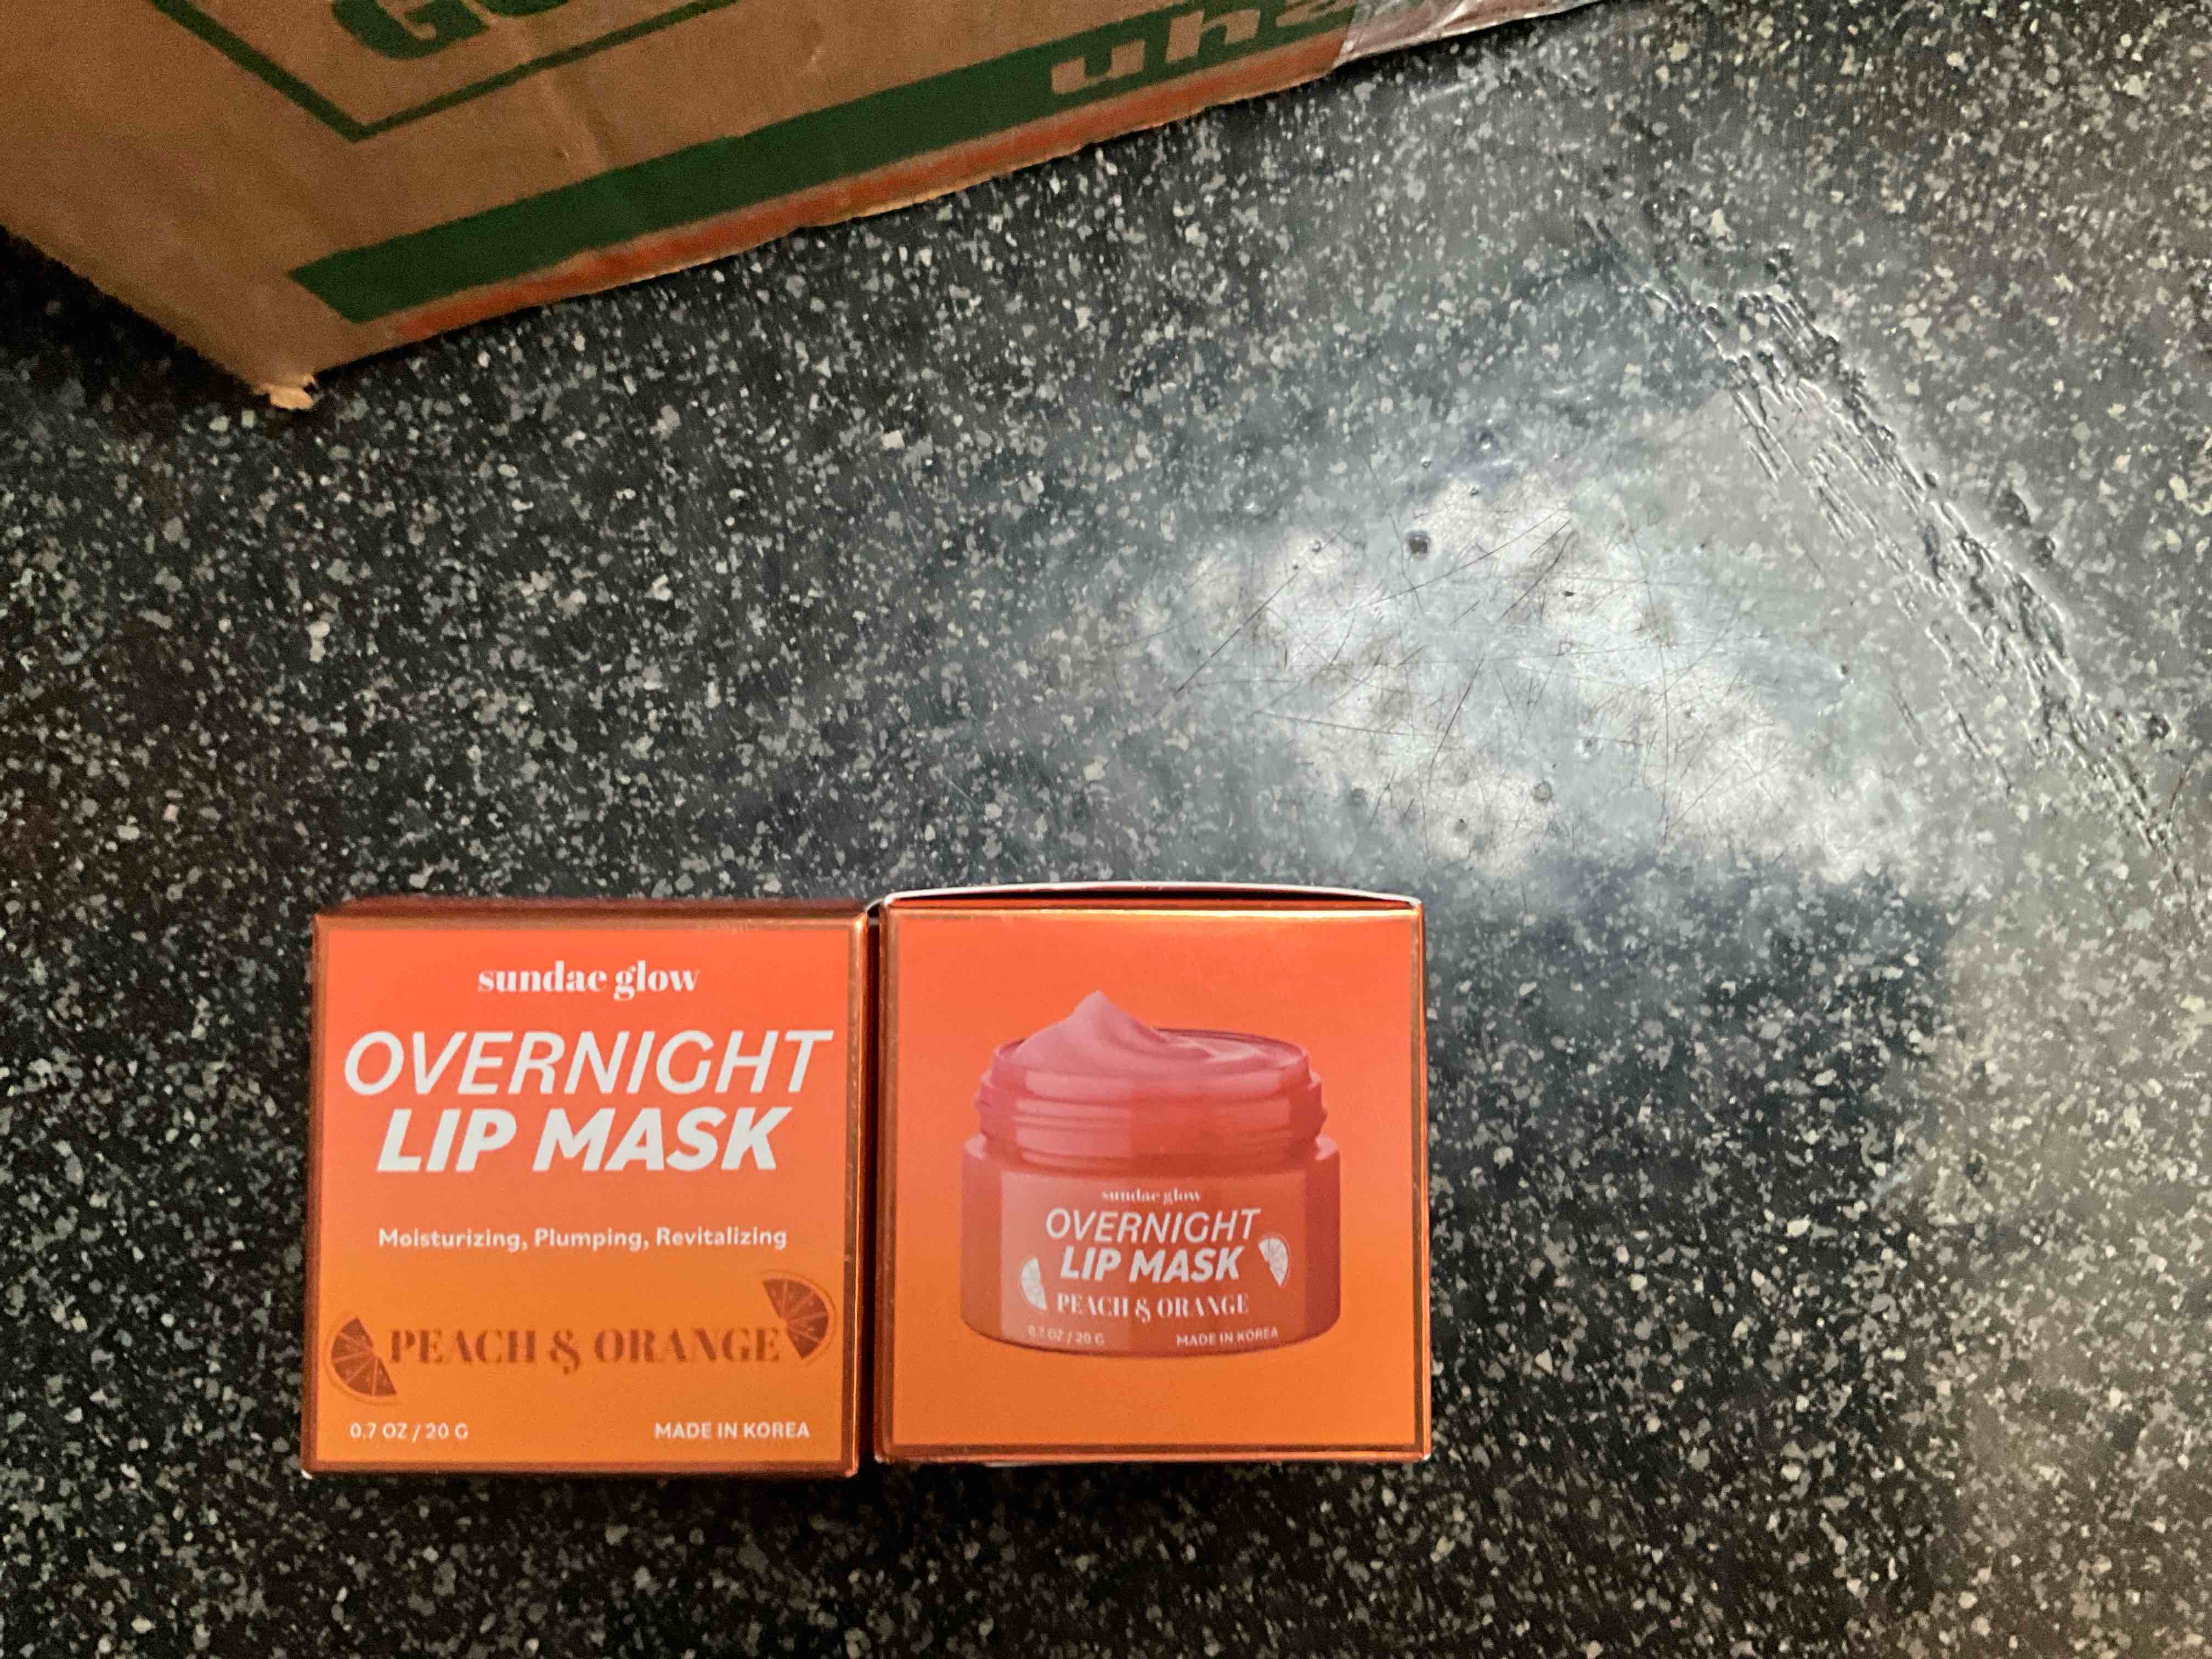 sundae glow
OVERNIGHT
LIP MASK
Moisturizing, Plumping, Revitalizing
PEACH & ORANGE
0.7 OZ / 20 G
MADE IN KOREA
sundae glow
OVERNIGHT
LIP MASK
PEACH & ORANGE
0.7 OZ / 20 G
MADE IN KOREA